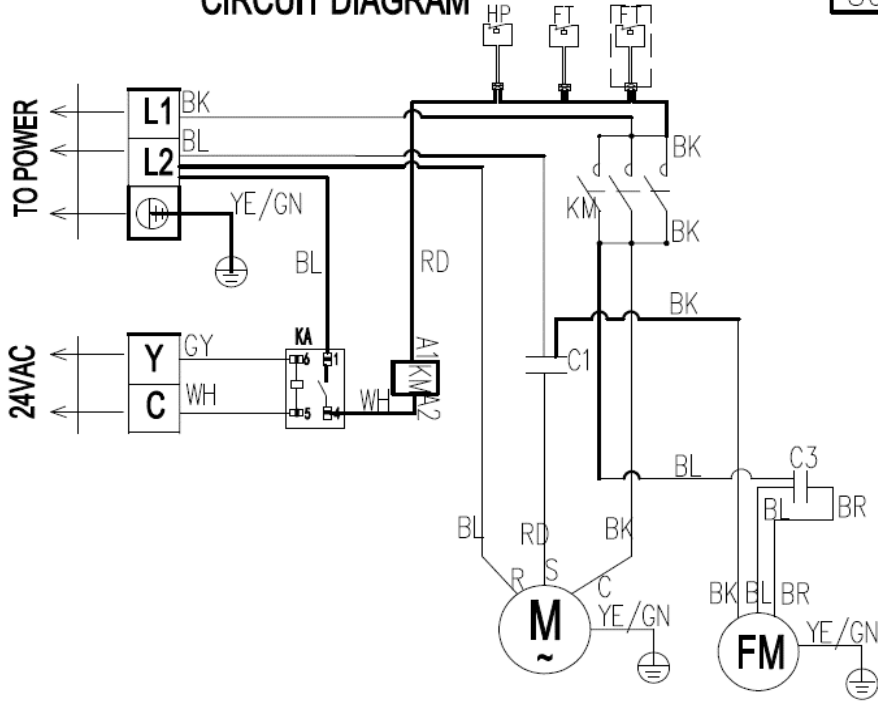 CIRCUIT DIAGRAM
HP
FT
FT
TO POWER
L1
BK
BL
L2
YE/GN
BL
RD
BK
KM
BK
BK
24VAC
Y
GY
C
WH
KA
6
1
5
4
WH
A1
KM
A2
C1
BL
C3
BL
BR
BL
RD
BK
R
S
C
M
~
YE/GN
BK
BL
BR
FM
YE/GN